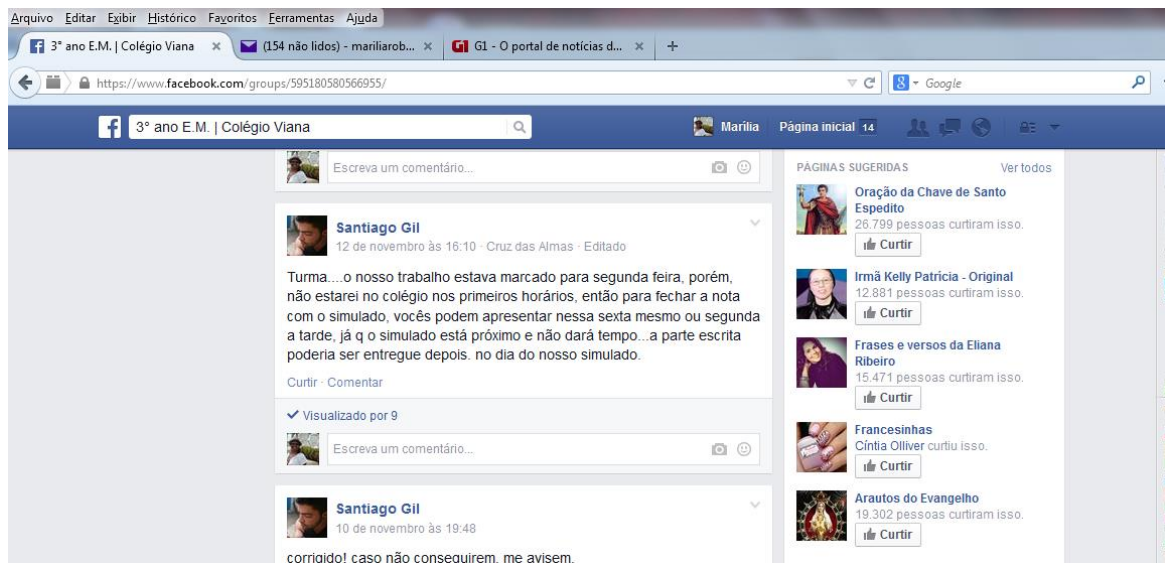 Arquivo Editar Exibir Histórico Favoritos Ferramentas Ajuda
3° ano E.M. | Colégio Viana × (154 não lidos) - mariliarob... × G1 G1 - O portal de notícias d... × +
https://www.facebook.com/groups/595180580566955/ 8 Google
f 3° ano E.M. | Colégio Viana Marília Página inicial 14
Escreva um comentário...
Santiago Gil
12 de novembro às 16:10 · Cruz das Almas · Editado
Turma....o nosso trabalho estava marcado para segunda feira, porém,
não estarei no colégio nos primeiros horários, então para fechar a nota
com o simulado, vocês podem apresentar nessa sexta mesmo ou segunda
a tarde, já q o simulado está próximo e não dará tempo...a parte escrita
poderia ser entregue depois. no dia do nosso simulado.
Curtir · Comentar
Visualizado por 9
Escreva um comentário...
Santiago Gil
10 de novembro às 19:48
corrigido! caso não conseguirem, me avisem.
PÁGINAS SUGERIDAS Ver todos
Oração da Chave de Santo
Espedito
26.799 pessoas curtiram isso.
Curtir
Irmã Kelly Patrícia - Original
12.881 pessoas curtiram isso.
Curtir
Frases e versos da Eliana
Ribeiro
15.471 pessoas curtiram isso.
Curtir
Francesinhas
Cíntia Olliver curtiu isso.
Curtir
Arautos do Evangelho
19.302 pessoas curtiram isso.
Curtir